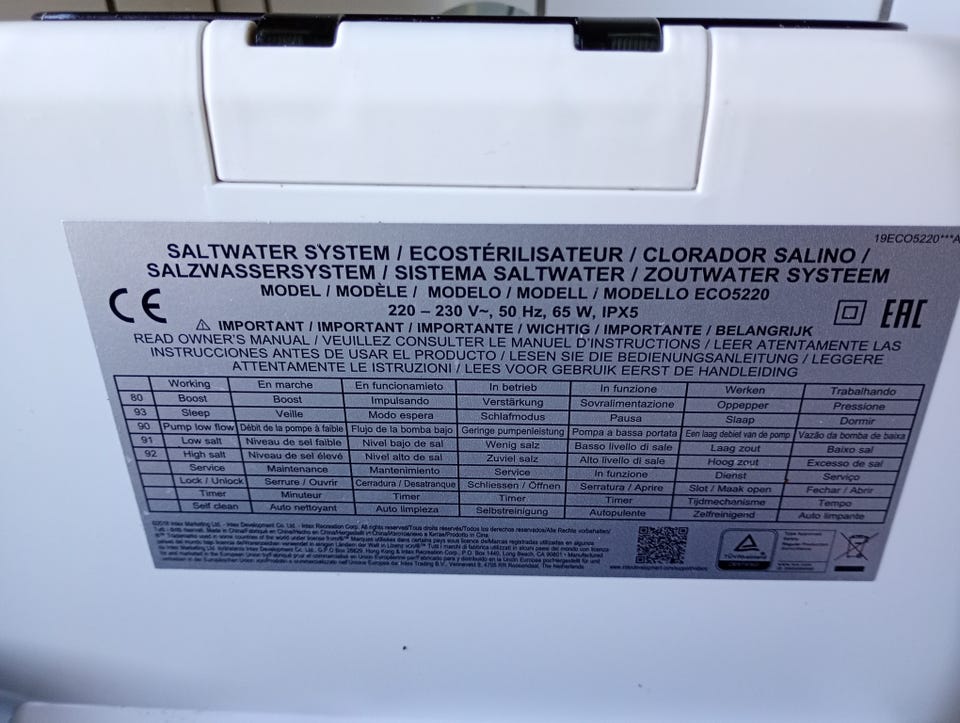 19ECO5220***A
SALTWATER SYSTEM / ECOSTÉRILISATEUR / CLORADOR SALINO /
SALZWASSERSYSTEM / SISTEMA SALTWATER / ZOUTWATER SYSTEEM
MODEL / MODÈLE / MODELO / MODELL / MODELLO ECO5220
220 – 230 V~, 50 Hz, 65 W, IPX5
CE
EAC
IMPORTANT / IMPORTANT / IMPORTANTE / WICHTIG / IMPORTANTE / BELANGRIJK
READ OWNER'S MANUAL / VEUILLEZ CONSULTER LE MANUEL D'INSTRUCTIONS / LEER ATENTAMENTE LAS
INSTRUCCIONES ANTES DE USAR EL PRODUCTO / LESEN SIE DIE BEDIENUNGSANLEITUNG / LEGGERE
ATTENTAMENTE LE ISTRUZIONI / LEES VOOR GEBRUIK EERST DE HANDLEIDING
Working En marche En funcionamieto In betrieb In funzione Werken Trabalhando
80 Boost Boost Impulsando Verstärkung Sovralimentazione Oppepper Pressione
93 Sleep Veille Modo espera Schlafmodus Pausa Slaap Dormir
90 Pump low flow Débit de la pompe à faible Flujo de la bomba bajo Geringe pumpenleistung Pompa a bassa portata Een laag debiet van de pomp Vazão da bomba de baixa
91 Low salt Niveau de sel faible Nivel bajo de sal Wenig salz Basso livello di sale Laag zout Baixo sal
92 High salt Niveau de sel élevé Nivel alto de sal Zuviel salz Alto livello di sale Hoog zout Excesso de sal
Service Maintenance Mantenimiento Service In funzione Dienst Serviço
Lock / Unlock Serrure / Ouvrir Cerradura / Desatranque Schliessen / Öffnen Serratura / Aprire Slot / Maak open Fechar / Abrir
Timer Minuteur Timer Timer Timer Tijdmechanisme Tempo
Self clean Auto nettoyant Auto limpieza Selbstreinigung Autopulente Zelfreinigend Auto limpante